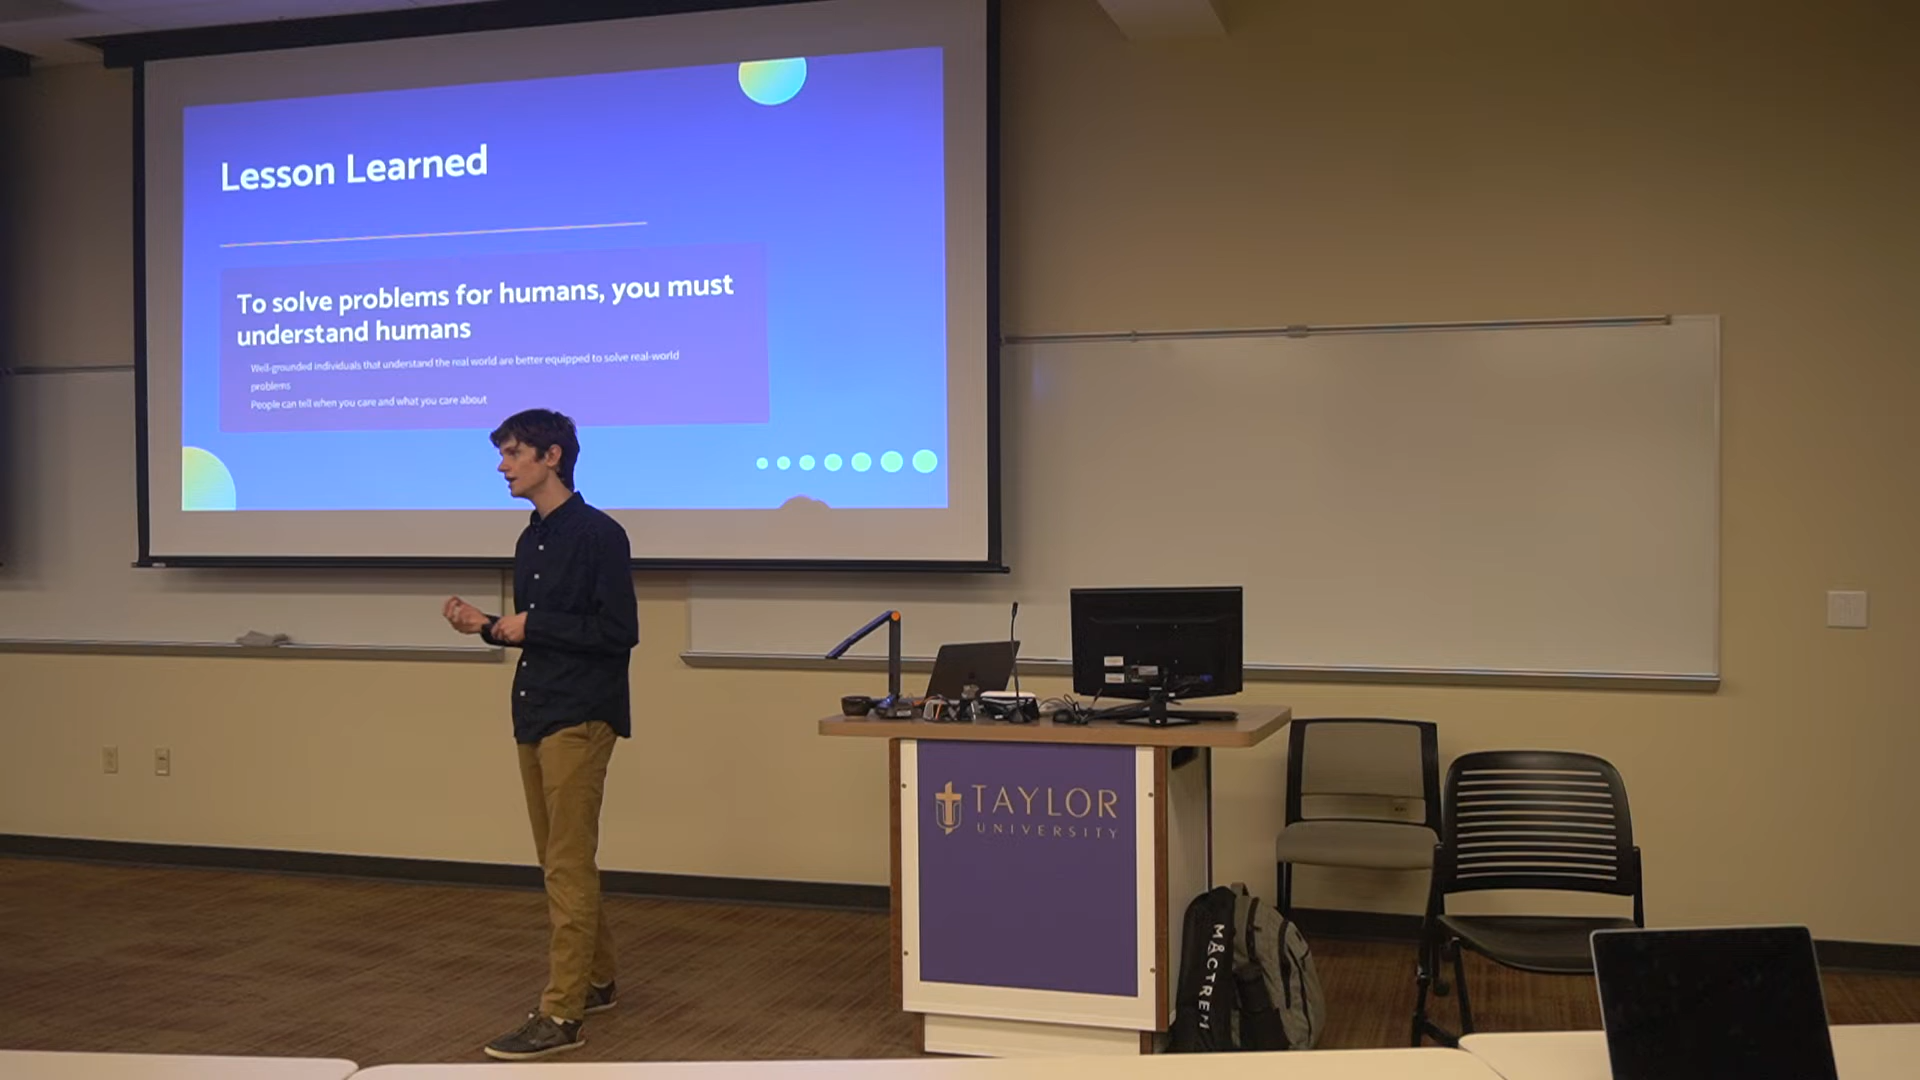 Lesson Learned
To solve problems for humans, you must
understand humans
Well-grounded individuals that understand the real world are better equipped to solve real-world
problems
People can tell when you care and what you care about
TAYLOR
UNIVERSITY